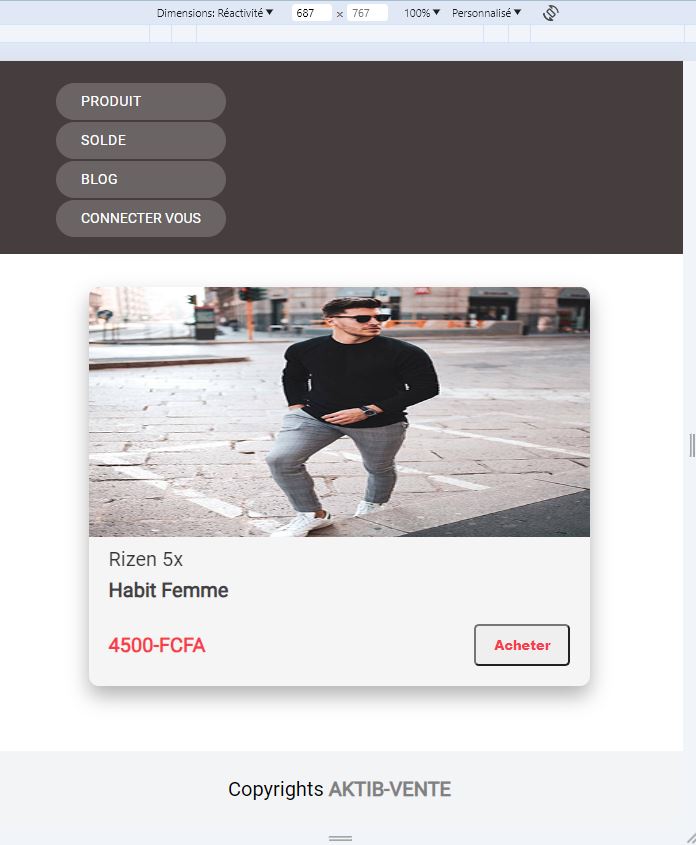 Dimensions: Réactivité ▼ 687 × 767 100% ▼ Personnalisé ▼
PRODUIT
SOLDE
BLOG
CONNECTER VOUS
Rizen 5x
Habit Femme
4500-FCFA Acheter
Copyrights AKTIB-VENTE